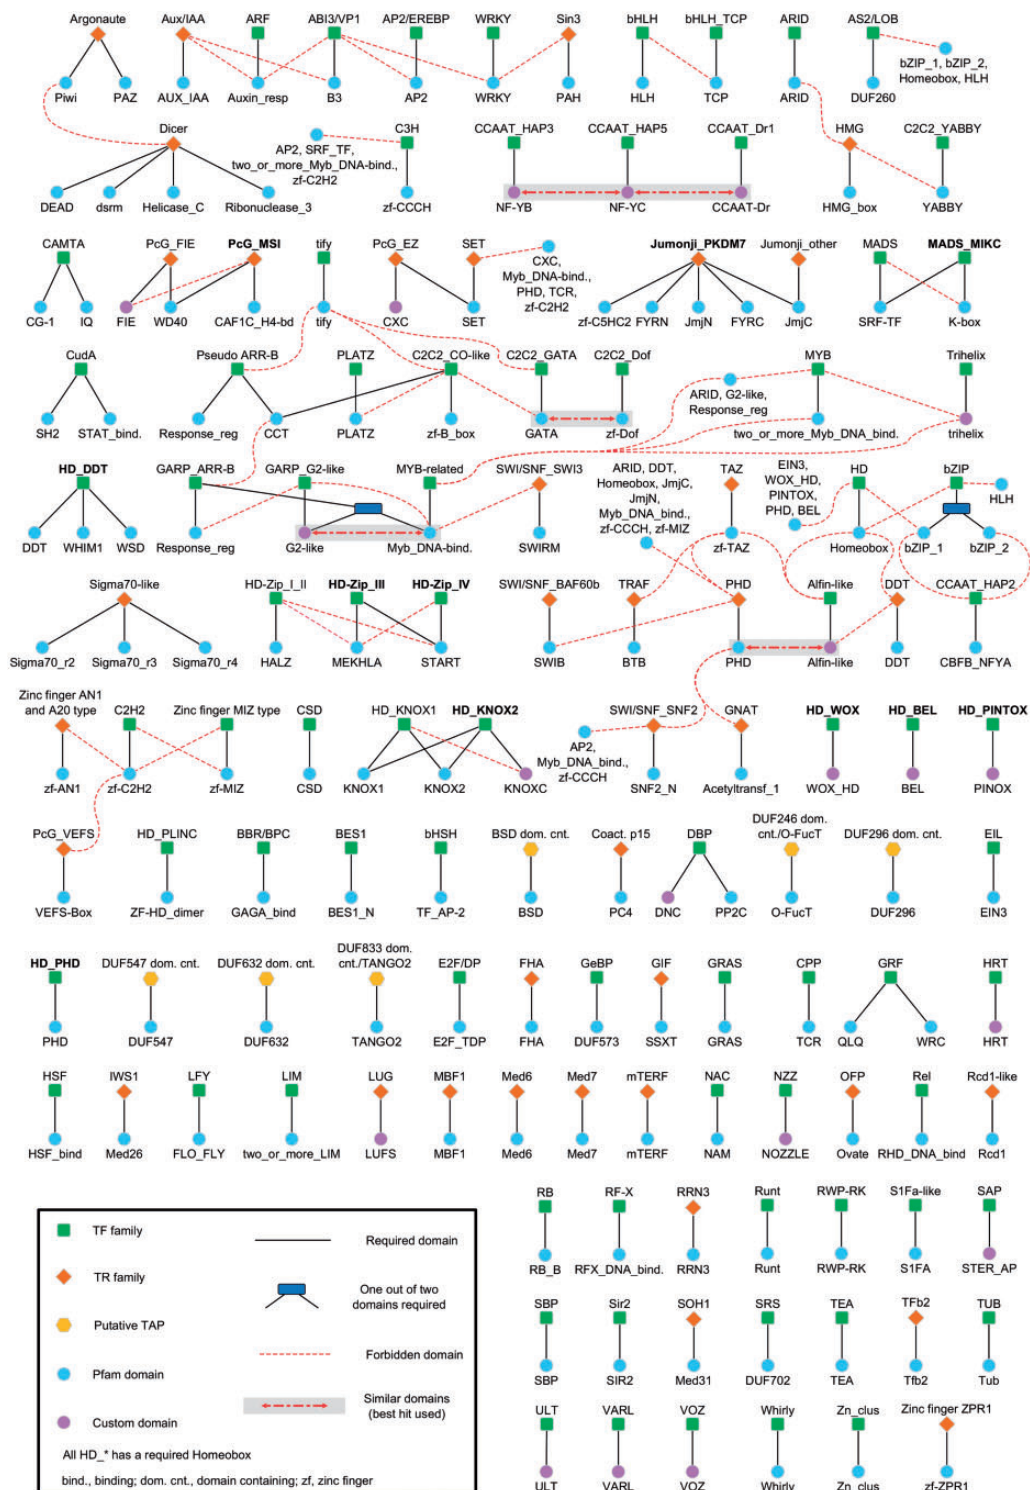 Argonaute Aux/IAA ARF ABI3/VP1 AP2/EREBP WRKY Sin3 bHLH bHLH_TCP ARID AS2/LOB
bZIP_1, bZIP_2,
Homeobox, HLH
Piwi PAZ AUX_IAA Auxin_resp B3 AP2 WRKY PAH HLH TCP ARID DUF260
Dicer C3H CCAAT_HAP3 CCAAT_HAP5 CCAAT_Dr1 HMG C2C2_YABBY
AP2, SRF_TF,
two_or_more_Myb_DNA-bind.,
zf-C2H2
DEAD dsrm Helicase_C Ribonuclease_3 zf-CCCH NF-YB NF-YC CCAAT-Dr HMG_box YABBY
CAMTA PcG_FIE PcG_MSI tify PcG_EZ SET Jumonji_PKDM7 Jumonji_other MADS MADS_MIKC
CXC,
Myb_DNA-bind.,
PHD, TCR,
zf-C2H2
CG-1 IQ FIE WD40 CAF1C_H4-bd tify CXC SET zf-C5HC2 FYRN JmjN FYRC JmjC SRF-TF K-box
CudA Pseudo ARR-B PLATZ C2C2_CO-like C2C2_GATA C2C2_Dof MYB Trihelix
ARID, G2-like,
Response_reg
SH2 STAT_bind. Response_reg CCT PLATZ zf-B_box GATA zf-Dof two_or_more_Myb_DNA_bind. trihelix
HD_DDT GARP_ARR-B GARP_G2-like MYB-related SWI/SNF_SWI3 TAZ HD bZIP
ARID, DDT,
Homeobox, JmjC,
JmjN,
Myb_DNA_bind.,
zf-CCCH, zf-MIZ
EIN3,
WOX_HD,
PINTOX,
PHD, BEL
HLH
DDT WHIM1 WSD Response_reg G2-like Myb_DNA-bind. SWIRM zf-TAZ Homeobox bZIP_1 bZIP_2
Sigma70-like HD-Zip_I_II HD-Zip_III HD-Zip_IV SWI/SNF_BAF60b TRAF PHD Alfin-like DDT CCAAT_HAP2
Sigma70_r2 Sigma70_r3 Sigma70_r4 HALZ MEKHLA START SWIB BTB PHD Alfin-like DDT CBFB_NFYA
Zinc finger AN1
and A20 type C2H2 Zinc finger MIZ type CSD HD_KNOX1 HD_KNOX2 SWI/SNF_SNF2 GNAT HD_WOX HD_BEL HD_PINTOX
AP2,
Myb_DNA_bind.,
zf-CCCH
zf-AN1 zf-C2H2 zf-MIZ CSD KNOX1 KNOX2 KNOXC SNF2_N Acetyltransf_1 WOX_HD BEL PINOX
PcG_VEFS HD_PLINC BBR/BPC BES1 bHSH BSD dom. cnt. Coact. p15 DBP DUF246 dom.
cnt./O-FucT DUF296 dom. cnt. EIL
VEFS-Box ZF-HD_dimer GAGA_bind BES1_N TF_AP-2 BSD PC4 DNC PP2C O-FucT DUF296 EIN3
HD_PHD DUF547 dom. cnt. DUF632 dom. cnt. DUF833 dom.
cnt./TANGO2 E2F/DP FHA GeBP GIF GRAS CPP GRF HRT
PHD DUF547 DUF632 TANGO2 E2F_TDP FHA DUF573 SSXT GRAS TCR QLQ WRC HRT
HSF IWS1 LFY LIM LUG MBF1 Med6 Med7 mTERF NAC NZZ OFP Rel Rcd1-like
HSF_bind Med26 FLO_FLY two_or_more_LIM LUFS MBF1 Med6 Med7 mTERF NAM NOZZLE Ovate RHD_DNA_bind Rcd1
RB RF-X RRN3 Runt RWP-RK S1Fa-like SAP
RB_B RFX_DNA_bind. RRN3 Runt RWP-RK S1FA STER_AP
SBP Sir2 SOH1 SRS TEA TFb2 TUB
SBP SIR2 Med31 DUF702 TEA Tfb2 Tub
ULT VARL VOZ Whirly Zn_clus Zinc finger ZPR1
ULT VARL VOZ Whirly Zn_clus zf-ZPR1
TF family
TR family
Putative TAP
Pfam domain
Custom domain
Required domain
One out of two
domains required
Forbidden domain
Similar domains
(best hit used)
All HD_* has a required Homeobox
bind., binding; dom. cnt., domain containing; zf, zinc finger